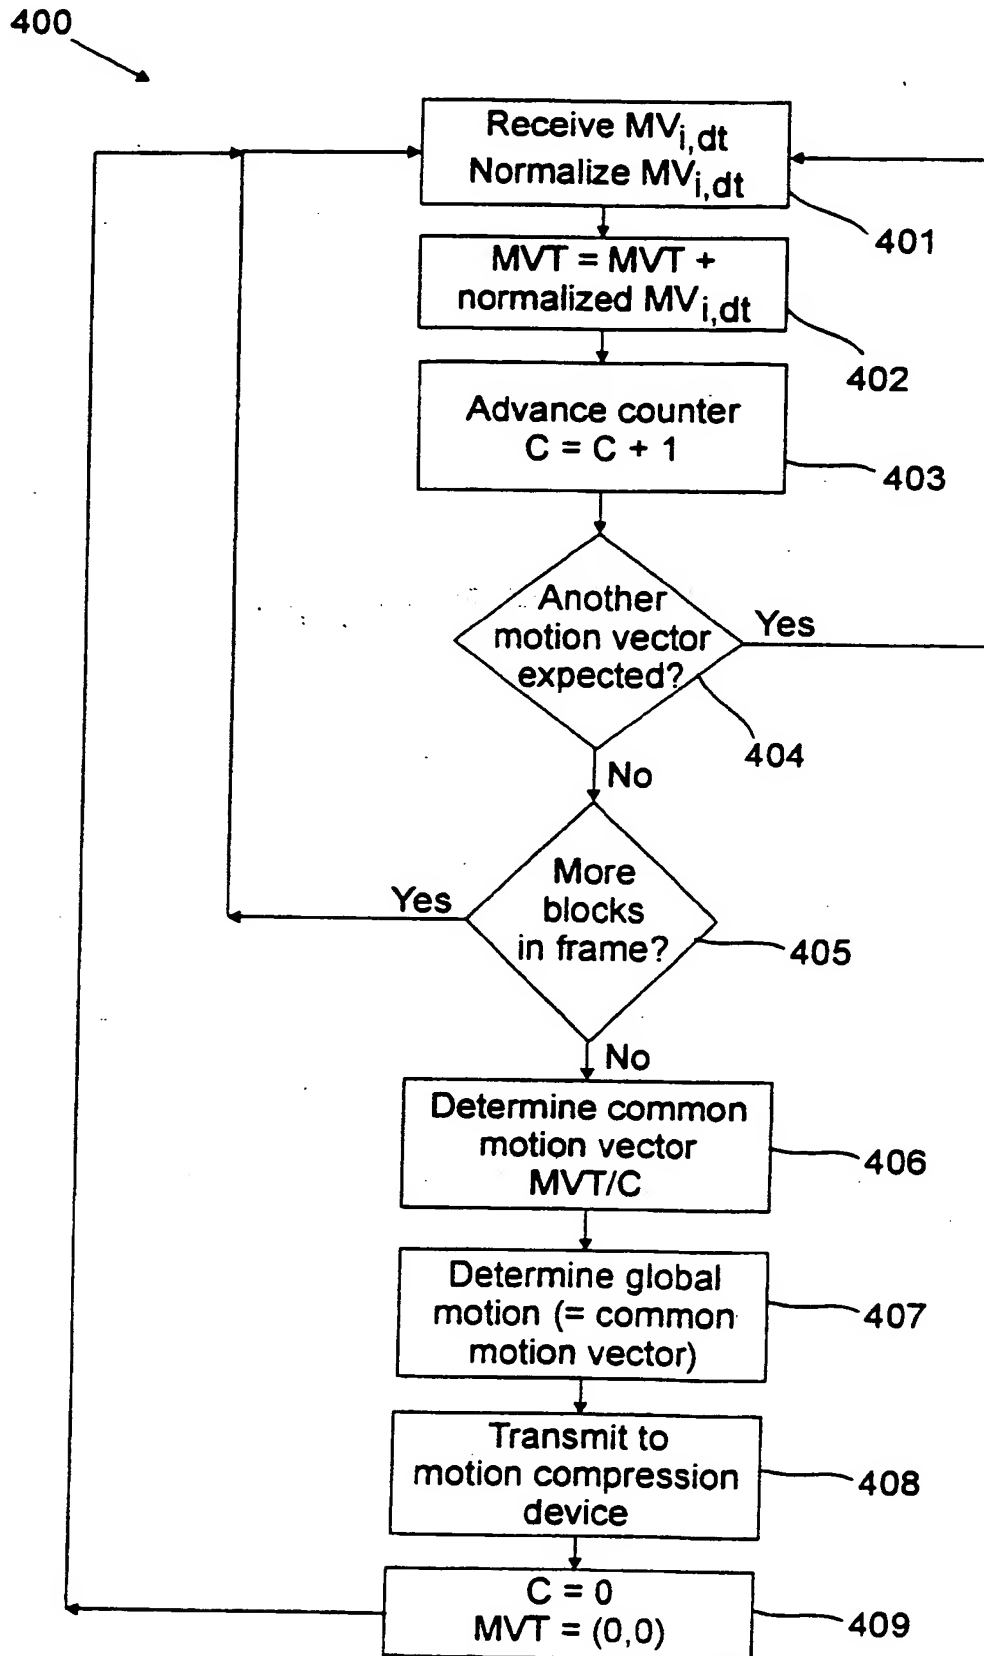 400
Receive MVi,dt
Normalize MVi,dt
401
MVT = MVT +
normalized MVi,dt
402
Advance counter
C = C + 1
403
Another
motion vector
expected?
Yes
404
No
More
blocks
in frame?
Yes
405
No
Determine common
motion vector
MVT/C
406
Determine global
motion (= common
motion vector)
407
Transmit to
motion compression
device
408
C = 0
MVT = (0,0)
409